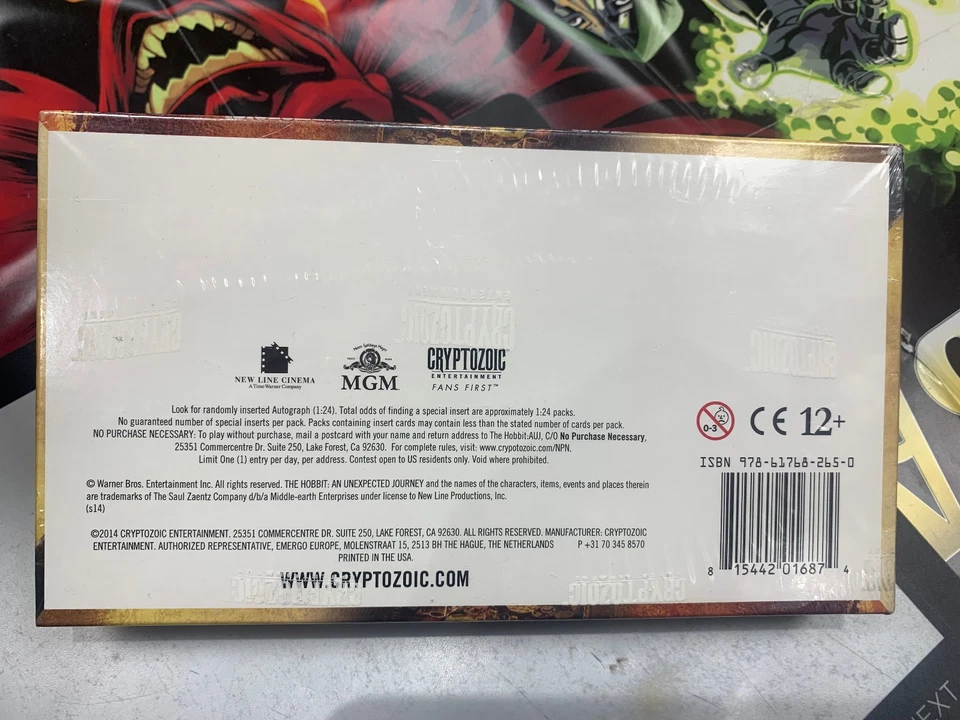 NEW LINE CINEMA
A Time Warner Company
MGM
CRYPTOZOIC
ENTERTAINMENT
FANS FIRST™
Look for randomly inserted Autograph (1:24). Total odds of finding a special insert are approximately 1:24 packs.
No guaranteed number of special inserts per pack. Packs containing insert cards may contain less than the stated number of cards per pack.
NO PURCHASE NECESSARY: To play without purchase, mail a postcard with your name and return address to The Hobbit:AUJ, C/O No Purchase Necessary,
25351 Commercentre Dr. Suite 250, Lake Forest, Ca 92630. For complete rules, visit: www.crypotozoic.com/NPN.
Limit One (1) entry per day, per address. Contest open to US residents only. Void where prohibited.
© Warner Bros. Entertainment Inc. All rights reserved. THE HOBBIT: AN UNEXPECTED JOURNEY and the names of the characters, items, events and places therein
are trademarks of The Saul Zaentz Company d/b/a Middle-earth Enterprises under license to New Line Productions, Inc.
(s14)
©2014 CRYPTOZOIC ENTERTAINMENT. 25351 COMMERCENTRE DR. SUITE 250, LAKE FOREST, CA 92630. ALL RIGHTS RESERVED. MANUFACTURER: CRYPTOZOIC
ENTERTAINMENT. AUTHORIZED REPRESENTATIVE, EMERGO EUROPE, MOLENSTRAAT 15, 2513 BH THE HAGUE, THE NETHERLANDS P +31 70 345 8570
PRINTED IN THE USA.
WWW.CRYPTOZOIC.COM
0-3
CE 12+
ISBN 978-61768-265-0
8 15442 01687 4
CRYPTOZOIC
CRYPTOZOIC
NEXT